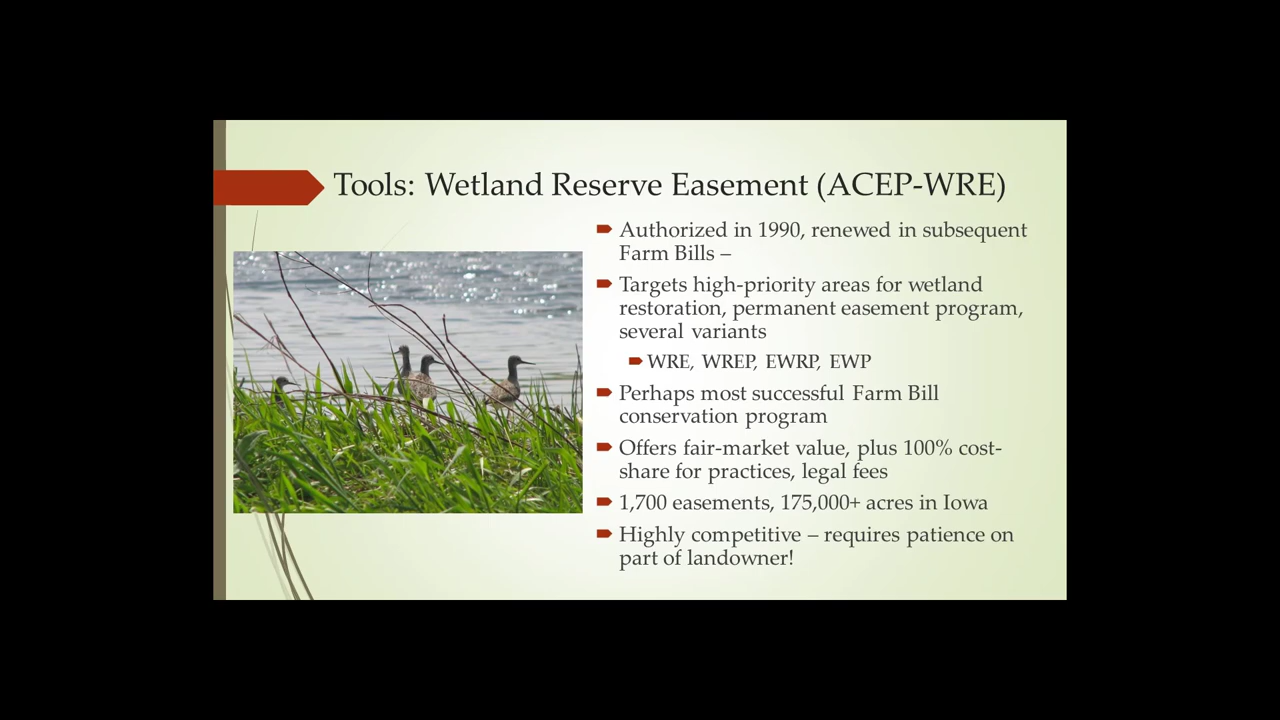 Tools: Wetland Reserve Easement (ACEP-WRE)
Authorized in 1990, renewed in subsequent
Farm Bills –
Targets high-priority areas for wetland
restoration, permanent easement program,
several variants
WRE, WREP, EWRP, EWP
Perhaps most successful Farm Bill
conservation program
Offers fair-market value, plus 100% cost-
share for practices, legal fees
1,700 easements, 175,000+ acres in Iowa
Highly competitive – requires patience on
part of landowner!